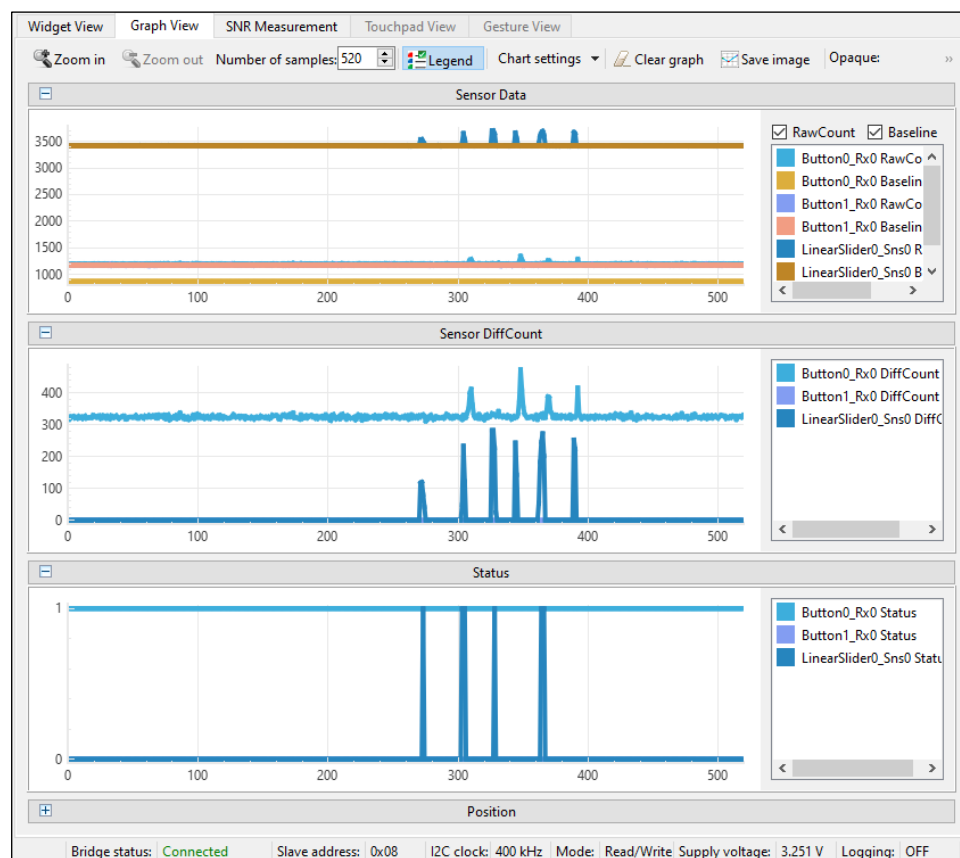 Widget View Graph View SNR Measurement Touchpad View Gesture View
Zoom in Zoom out Number of samples: 520 Legend Chart settings Clear graph Save image Opaque: »
Sensor Data
3500
3000
2500
2000
1500
1000
0 100 200 300 400 500
RawCount Baseline
Button0_Rx0 RawCo
Button0_Rx0 Baselin
Button1_Rx0 RawCo
Button1_Rx0 Baselin
LinearSlider0_Sns0 R
LinearSlider0_Sns0 B
Sensor DiffCount
400
300
200
100
0
0 100 200 300 400 500
Button0_Rx0 DiffCount
Button1_Rx0 DiffCount
LinearSlider0_Sns0 DiffC
Status
1
0
0 100 200 300 400 500
Button0_Rx0 Status
Button1_Rx0 Status
LinearSlider0_Sns0 Statu
Position
Bridge status: Connected Slave address: 0x08 I2C clock: 400 kHz Mode: Read/Write Supply voltage: 3.251 V Logging: OFF